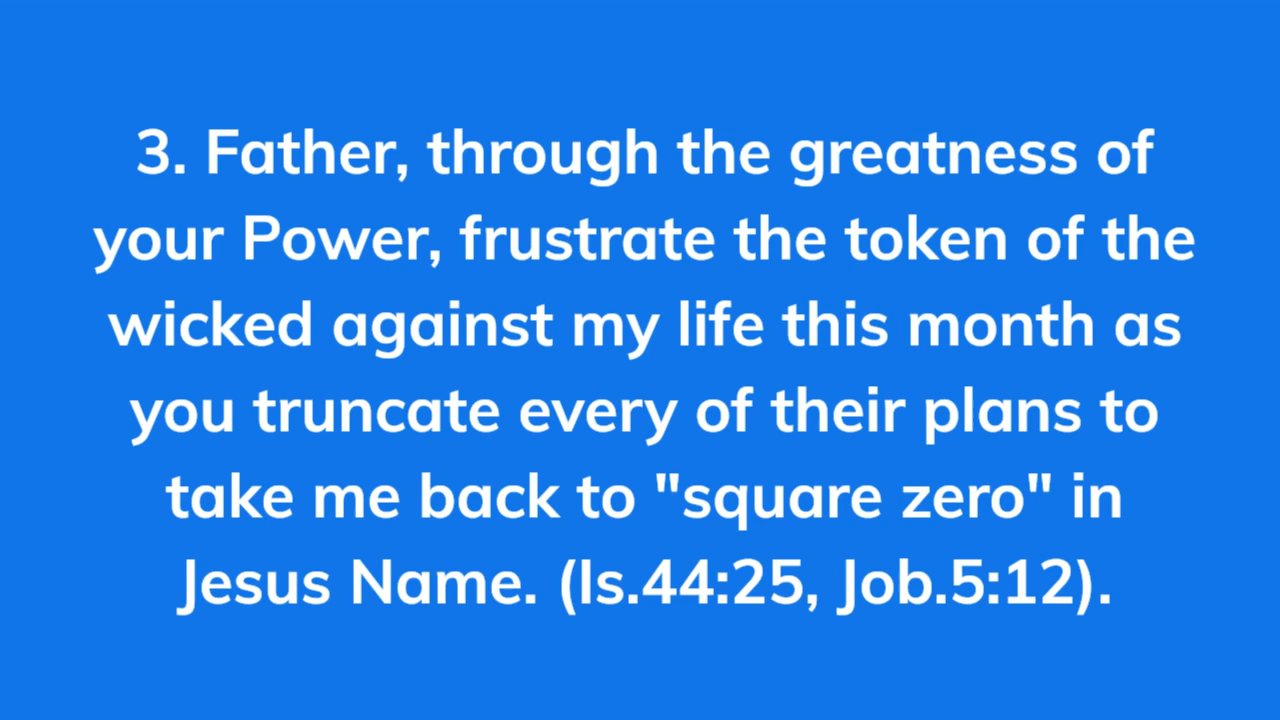 3. Father, through the greatness of
your Power, frustrate the token of the
wicked against my life this month as
you truncate every of their plans to
take me back to "square zero" in
Jesus Name. (Is.44:25, Job.5:12).